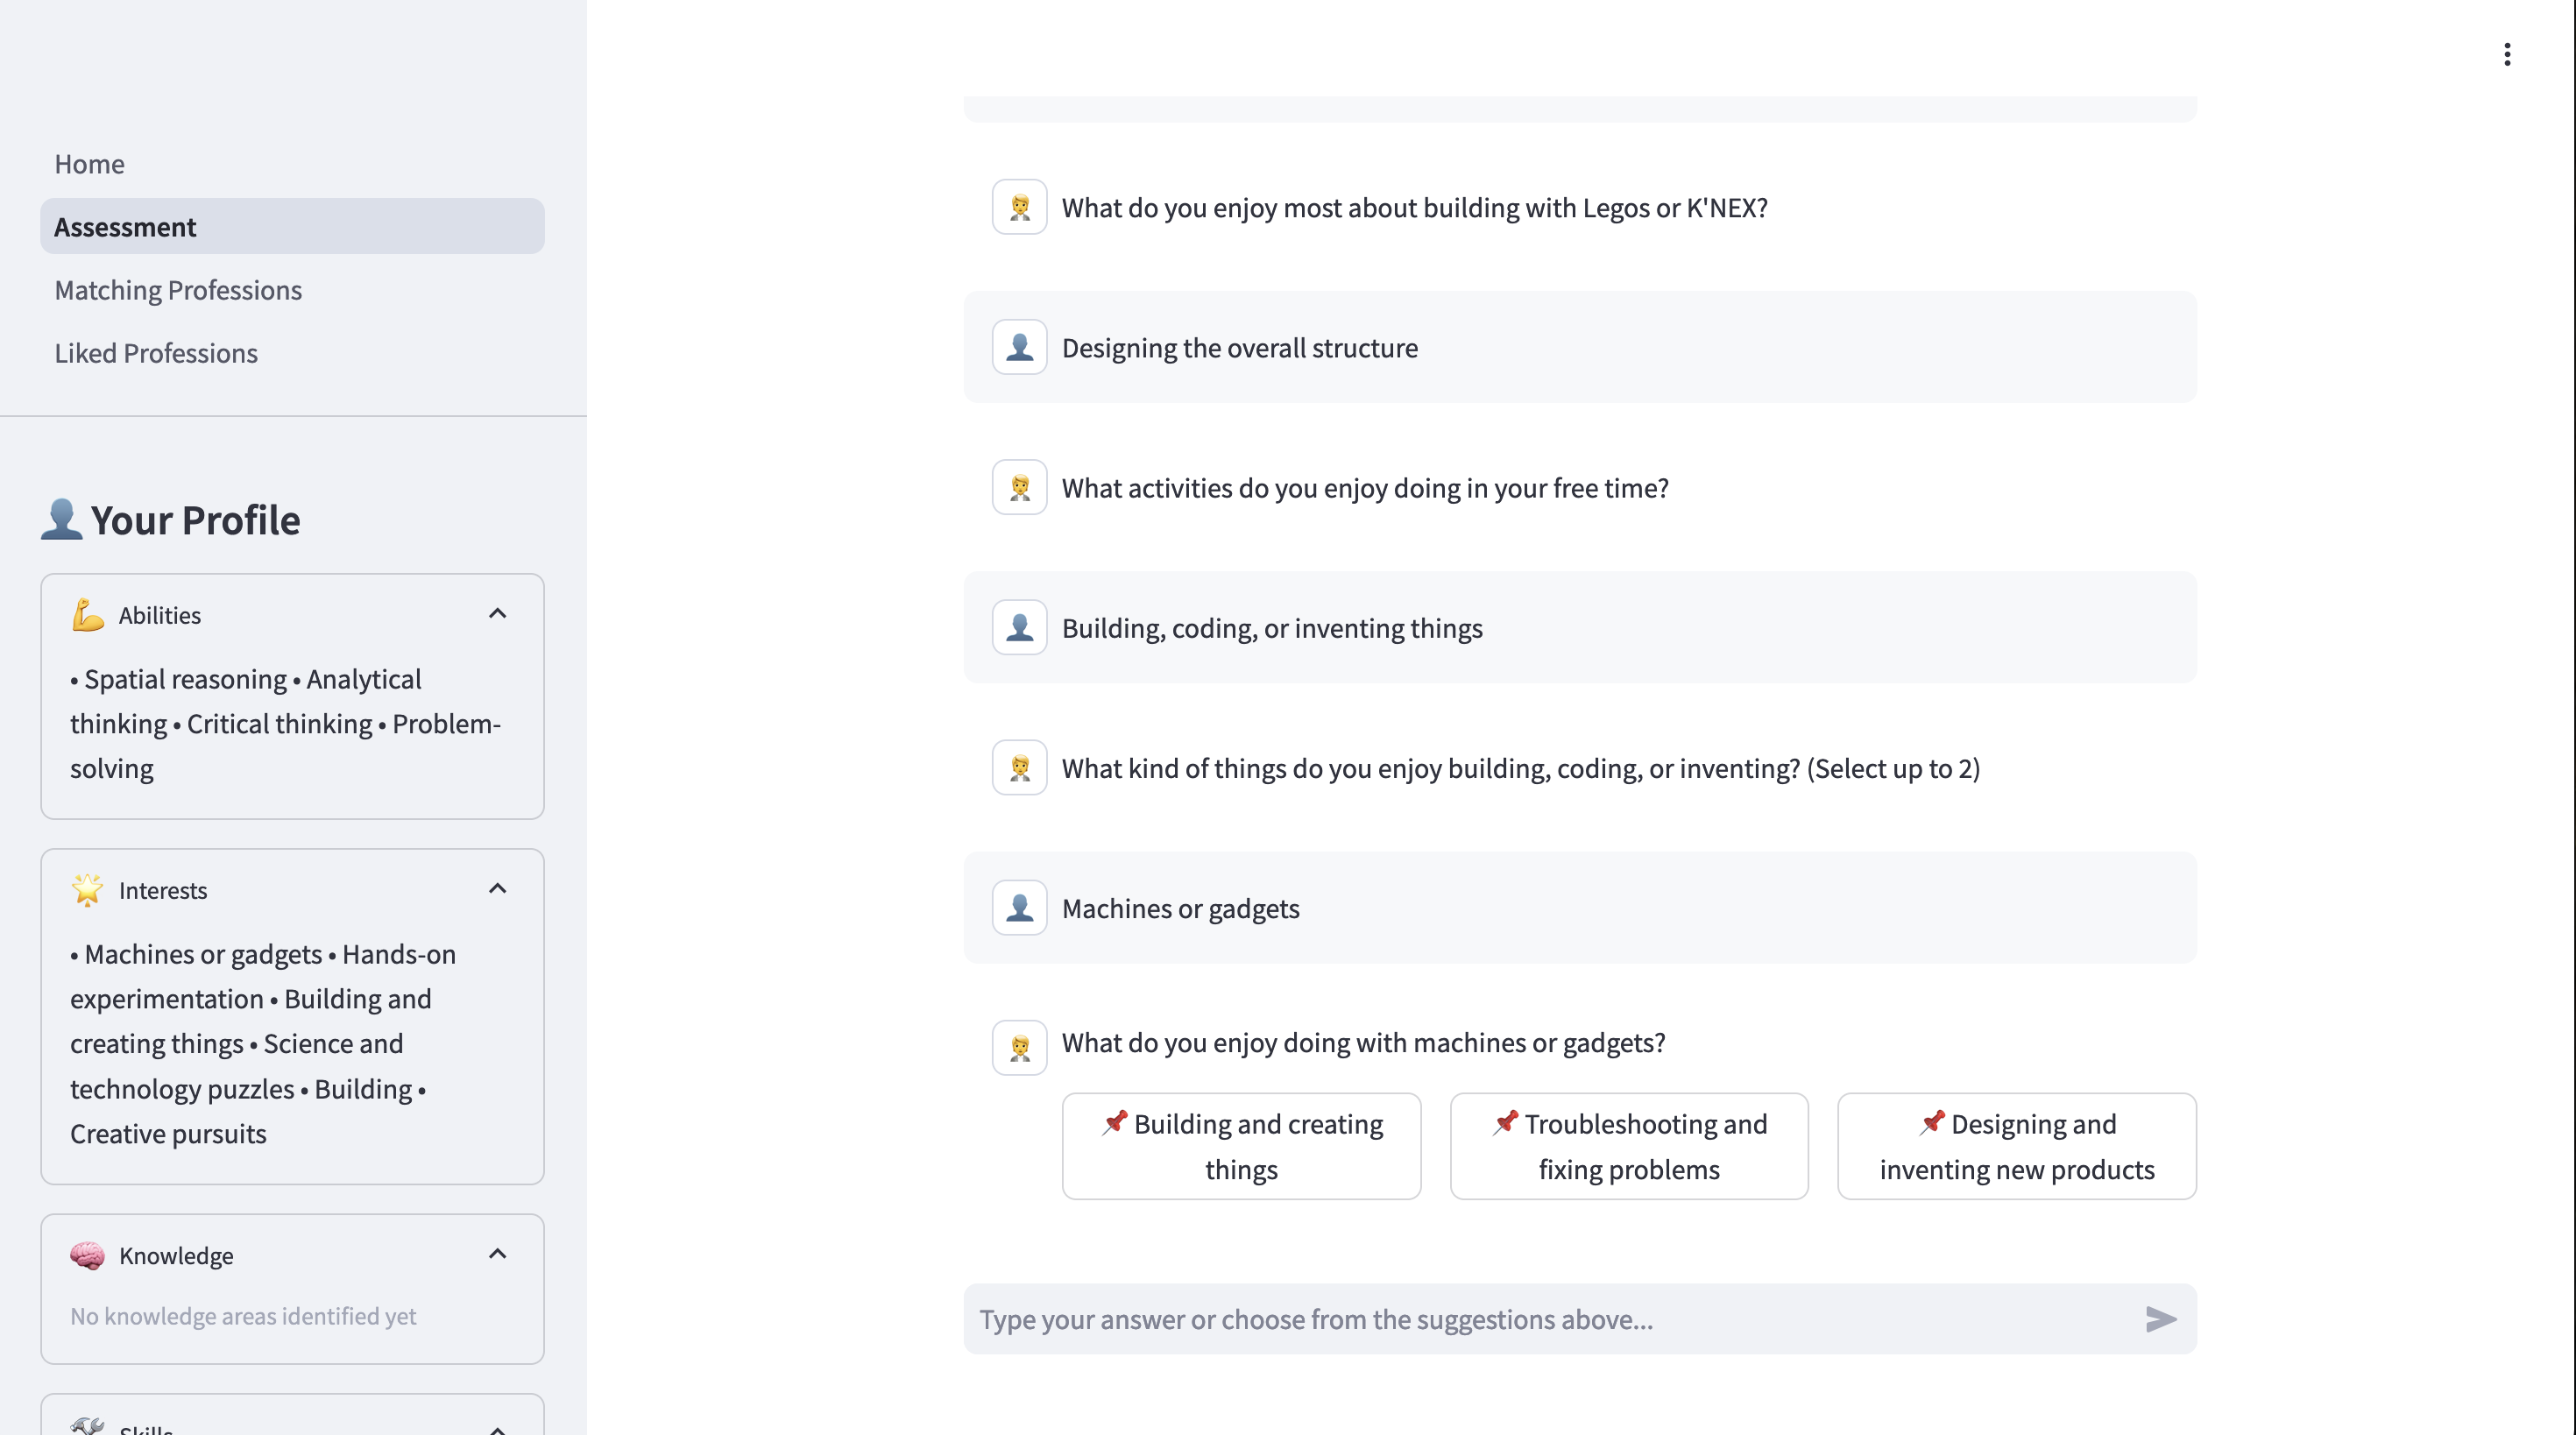 Home
Assessment
Matching Professions
Liked Professions
Your Profile
Abilities
• Spatial reasoning • Analytical
thinking • Critical thinking • Problem-
solving
Interests
• Machines or gadgets • Hands-on
experimentation • Building and
creating things • Science and
technology puzzles • Building •
Creative pursuits
Knowledge
No knowledge areas identified yet
Skills
What do you enjoy most about building with Legos or K'NEX?
Designing the overall structure
What activities do you enjoy doing in your free time?
Building, coding, or inventing things
What kind of things do you enjoy building, coding, or inventing? (Select up to 2)
Machines or gadgets
What do you enjoy doing with machines or gadgets?
Building and creating
things
Troubleshooting and
fixing problems
Designing and
inventing new products
Type your answer or choose from the suggestions above...